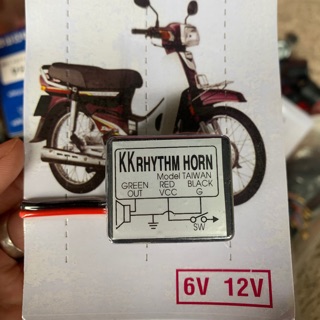 KK RHYTHM HORN
Model TAIWAN
GREEN RED BLACK
OUT VCC G
SW
6V 12V